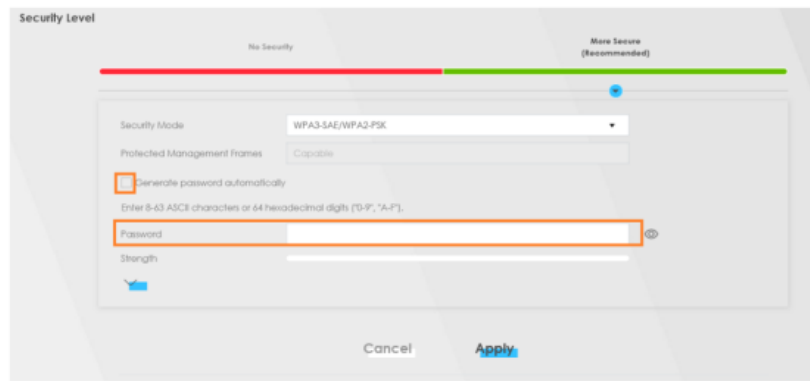 Security Level
No Security
More Secure
(Recommended)
Security Mode
WPA3-SAE/WPA2-PSK
Protected Management Frames
Capable
Generate password automatically
Enter 8-63 ASCII characters or 64 hexadecimal digits ("0-9", "A-F").
Password
Strength
Cancel
Apply